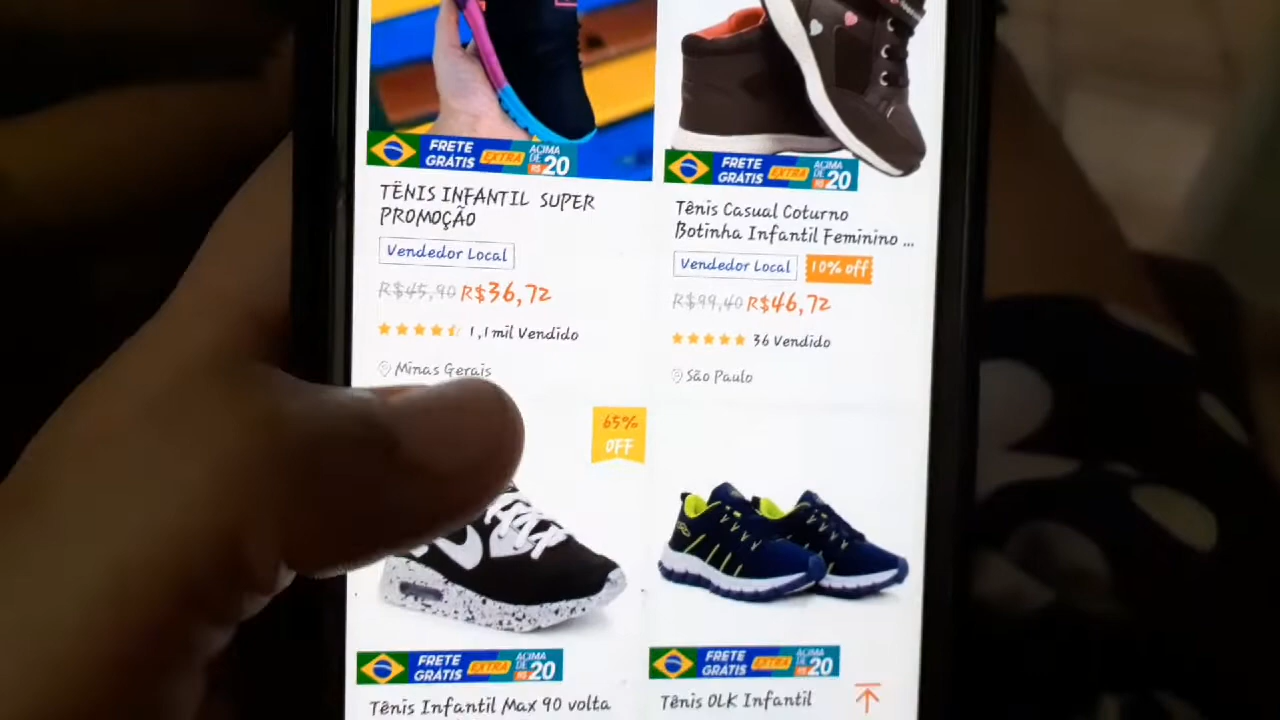 FRETE
GRÁTIS EXTRA ACIMA
DE
R$20
TÊNIS INFANTIL SUPER
PROMOÇÃO
Vendedor Local
R$45,90 R$36,72
1,1mil Vendido
Minas Gerais
FRETE
GRÁTIS EXTRA ACIMA
DE
R$20
Tênis Casual Coturno
Botinha Infantil Feminino ...
Vendedor Local 10% off
R$99,40 R$46,72
36 Vendido
São Paulo
65%
OFF
FRETE
GRÁTIS EXTRA ACIMA
DE
R$20
Tênis Infantil Max 90 volta
FRETE
GRÁTIS EXTRA ACIMA
DE
R$20
Tênis OLK Infantil